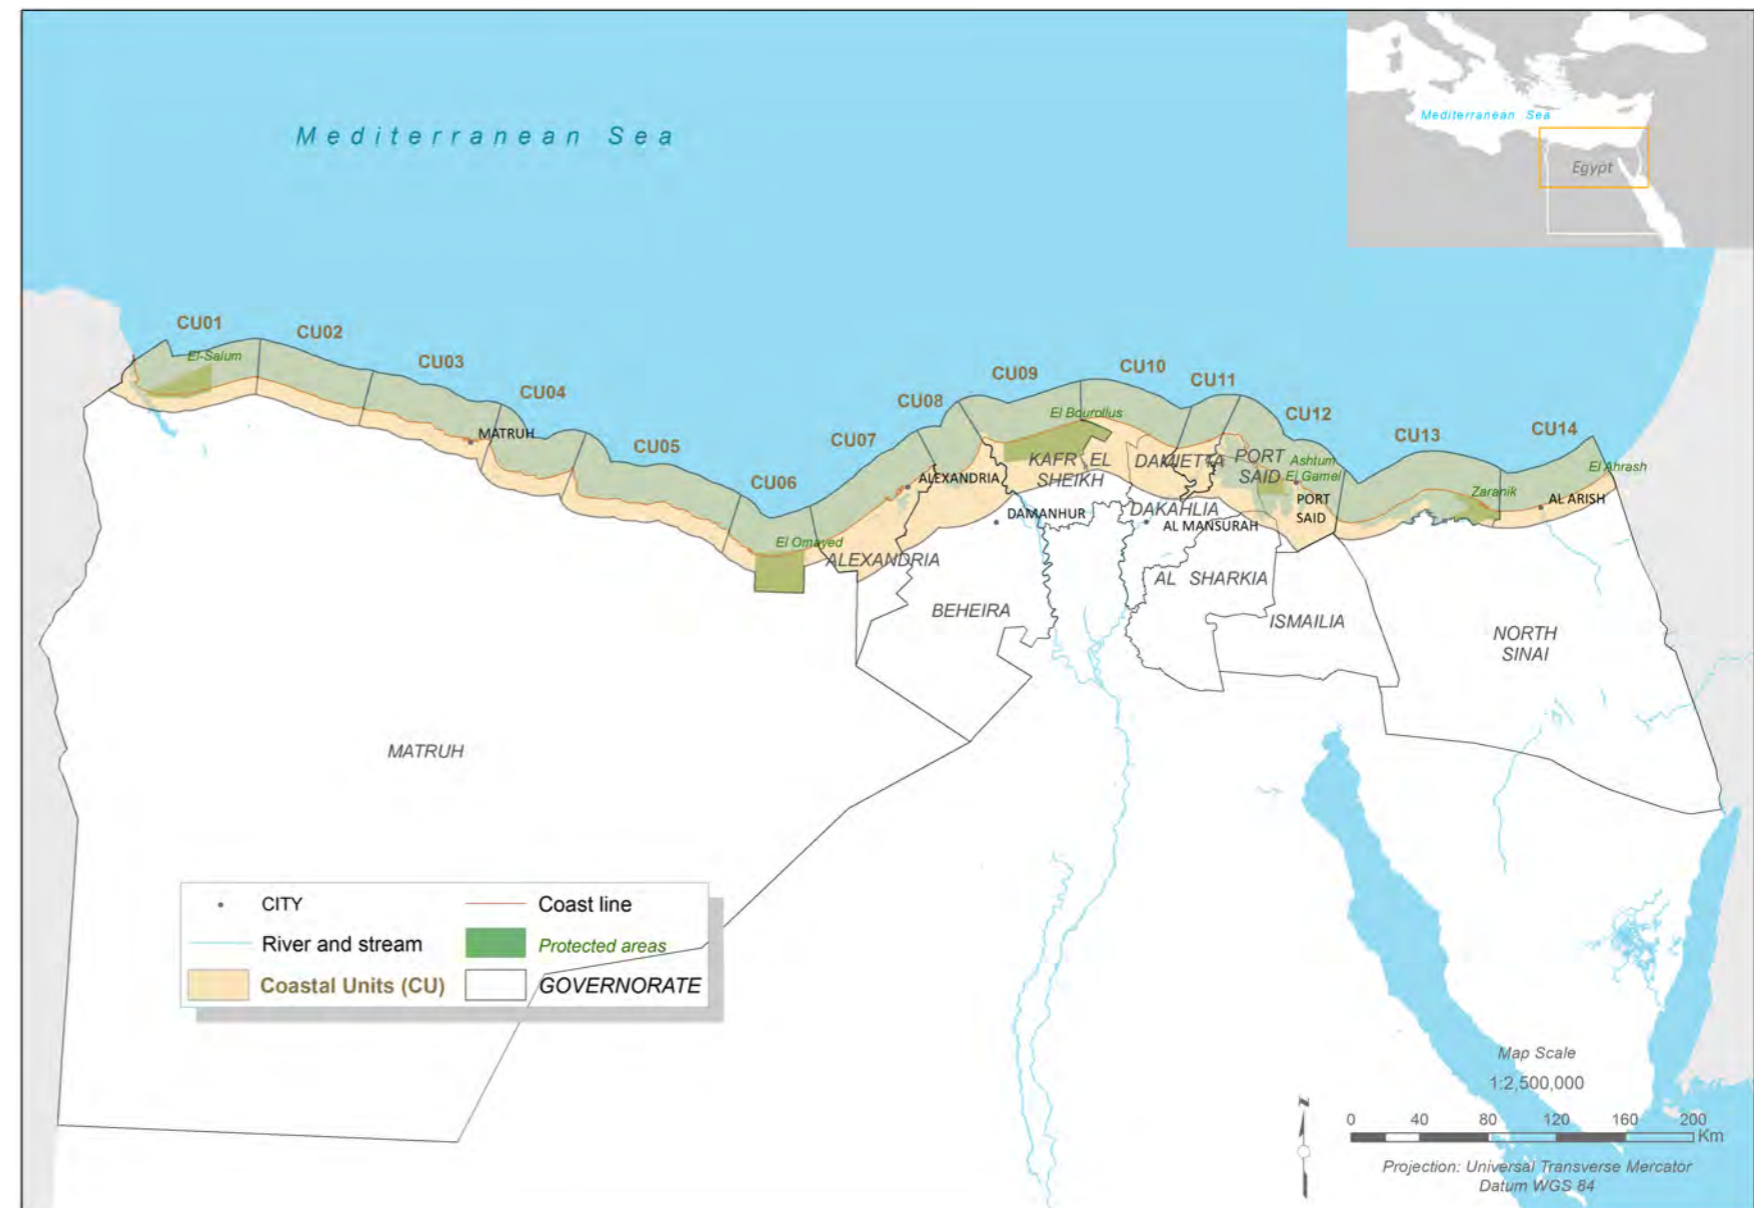 Mediterranean Sea
Mediterranean Sea
Egypt
CU01
CU02
CU03
CU04
CU05
CU06
CU07
CU08
CU09
CU10
CU11
CU12
CU13
CU14
El-Salum
MATRUH
El Omayed
ALEXANDRIA
ALEXANDRIA
El Bourollus
KAFR EL
SHEIKH
DAMIETTA
PORT
SAID
Ashtum
El Gamel
PORT
SAID
Zaranik
El Ahrash
AL ARISH
DAMANHUR
DAKAHLIA
AL MANSURAH
AL SHARKIA
BEHEIRA
ISMAILIA
NORTH
SINAI
MATRUH
CITY
Coast line
River and stream
Protected areas
Coastal Units (CU)
GOVERNORATE
Map Scale
1:2,500,000
N
0 40 80 120 160 200
Km
Projection: Universal Transverse Mercator
Datum WGS 84